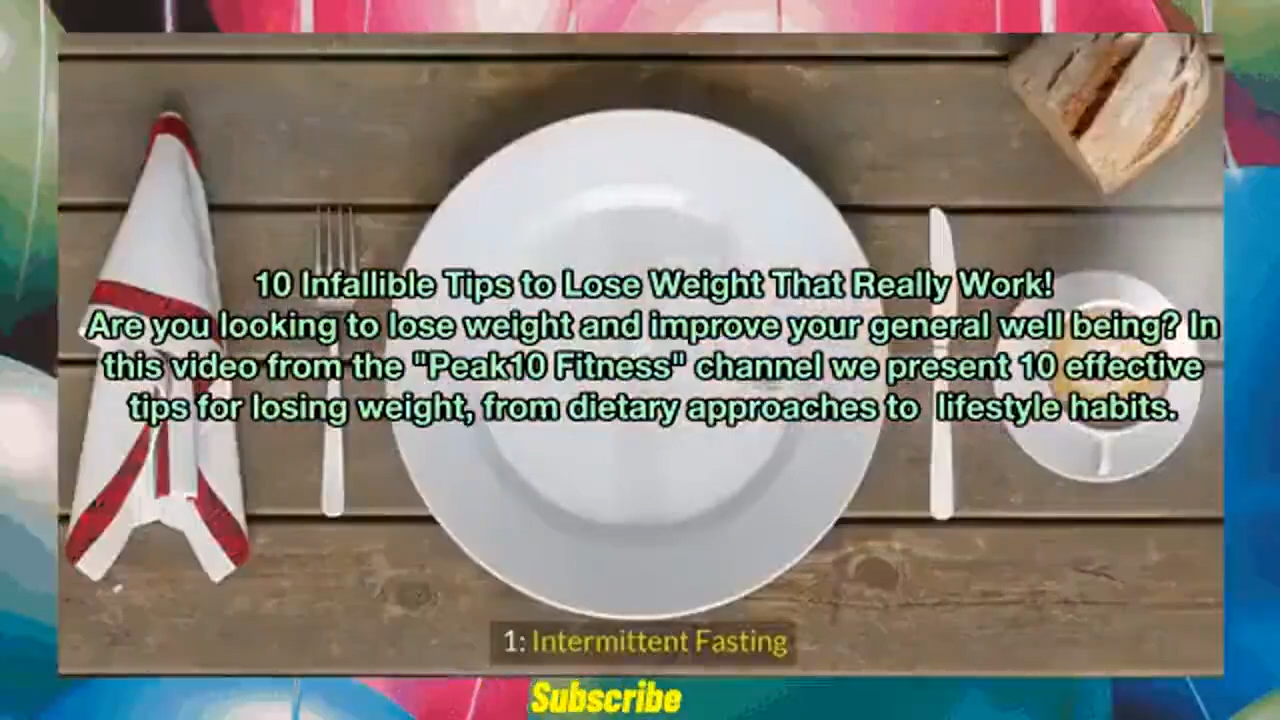 10 Infallible Tips to Lose Weight That Really Work!
Are you looking to lose weight and improve your general well being? In
this video from the "Peak10 Fitness" channel we present 10 effective
tips for losing weight, from dietary approaches to lifestyle habits.
1: Intermittent Fasting
Subscribe